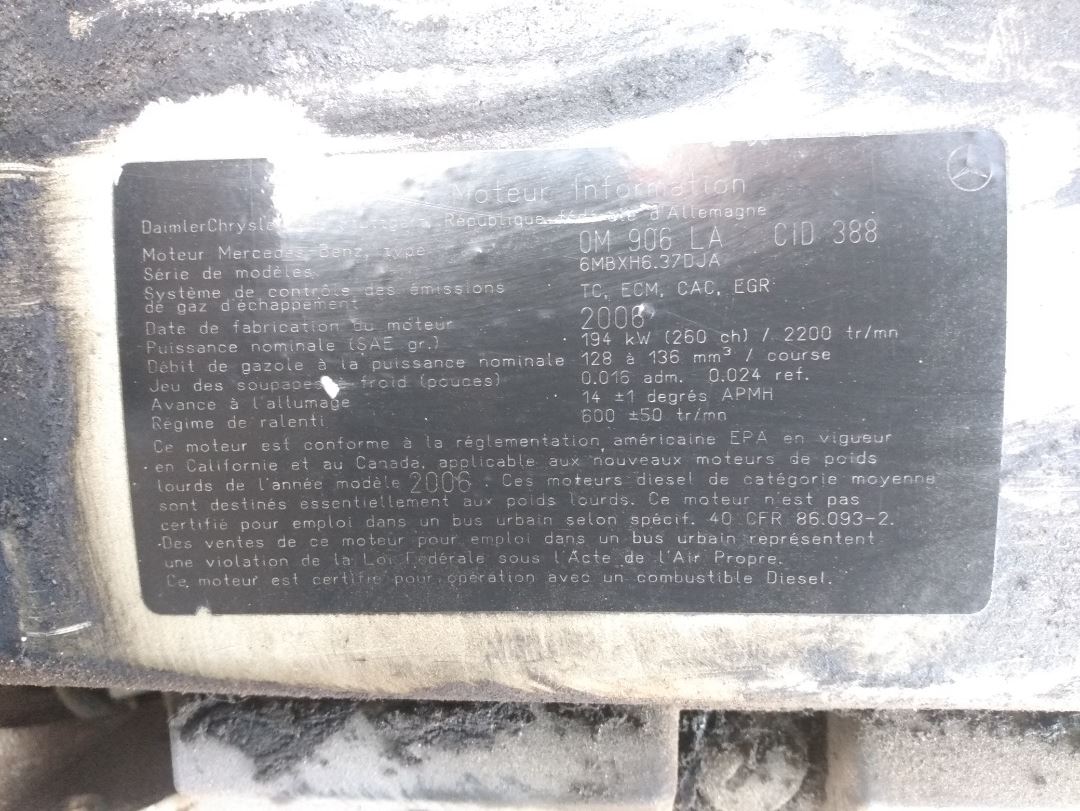 Moteur Information
DaimlerChrysle République fédérale d'Allemagne
Moteur Mercedes-Benz, type OM 906 LA CID 388
Série de modèles 6MBXH6.37DJA
Système de contrôle des émissions
de gaz d'échappement TC, ECM, CAC, EGR
Date de fabrication du moteur 2006
Puissance nominale (SAE gr.) 194 kW (260 ch) / 2200 tr/mn
Débit de gazole à la puissance nominale 128 à 136 mm³ / course
Jeu des soupapes à froid (pouces) 0.016 adm. 0.024 ref.
Avance à l'allumage 14 ±1 degrés APMH
Régime de ralenti 600 ±50 tr/mn
Ce moteur est conforme à la réglementation américaine EPA en vigueur
en Californie et au Canada, applicable aux nouveaux moteurs de poids
lourds de l'année modèle 2006 . Ces moteurs diesel de catégorie moyenne
sont destinés essentiellement aux poids lourds. Ce moteur n'est pas
certifié pour emploi dans un bus urbain selon spécif. 40 CFR 86.093-2.
Des ventes de ce moteur pour emploi dans un bus urbain représentent
une violation de la Loi Fédérale sous l'Acte de l'Air Propre.
Ce moteur est certifié pour opération avec un combustible Diesel.